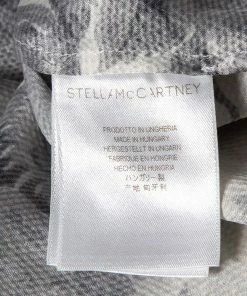 STELLA McCARTNEY
PRODOTTO IN UNGHERIA
MADE IN HUNGARY
HERGESTELLT IN UNGARN
FABRIQUÉ EN HONGRIE
HECHO EN HUNGRIA
ハンガリー製
产地 匈牙利